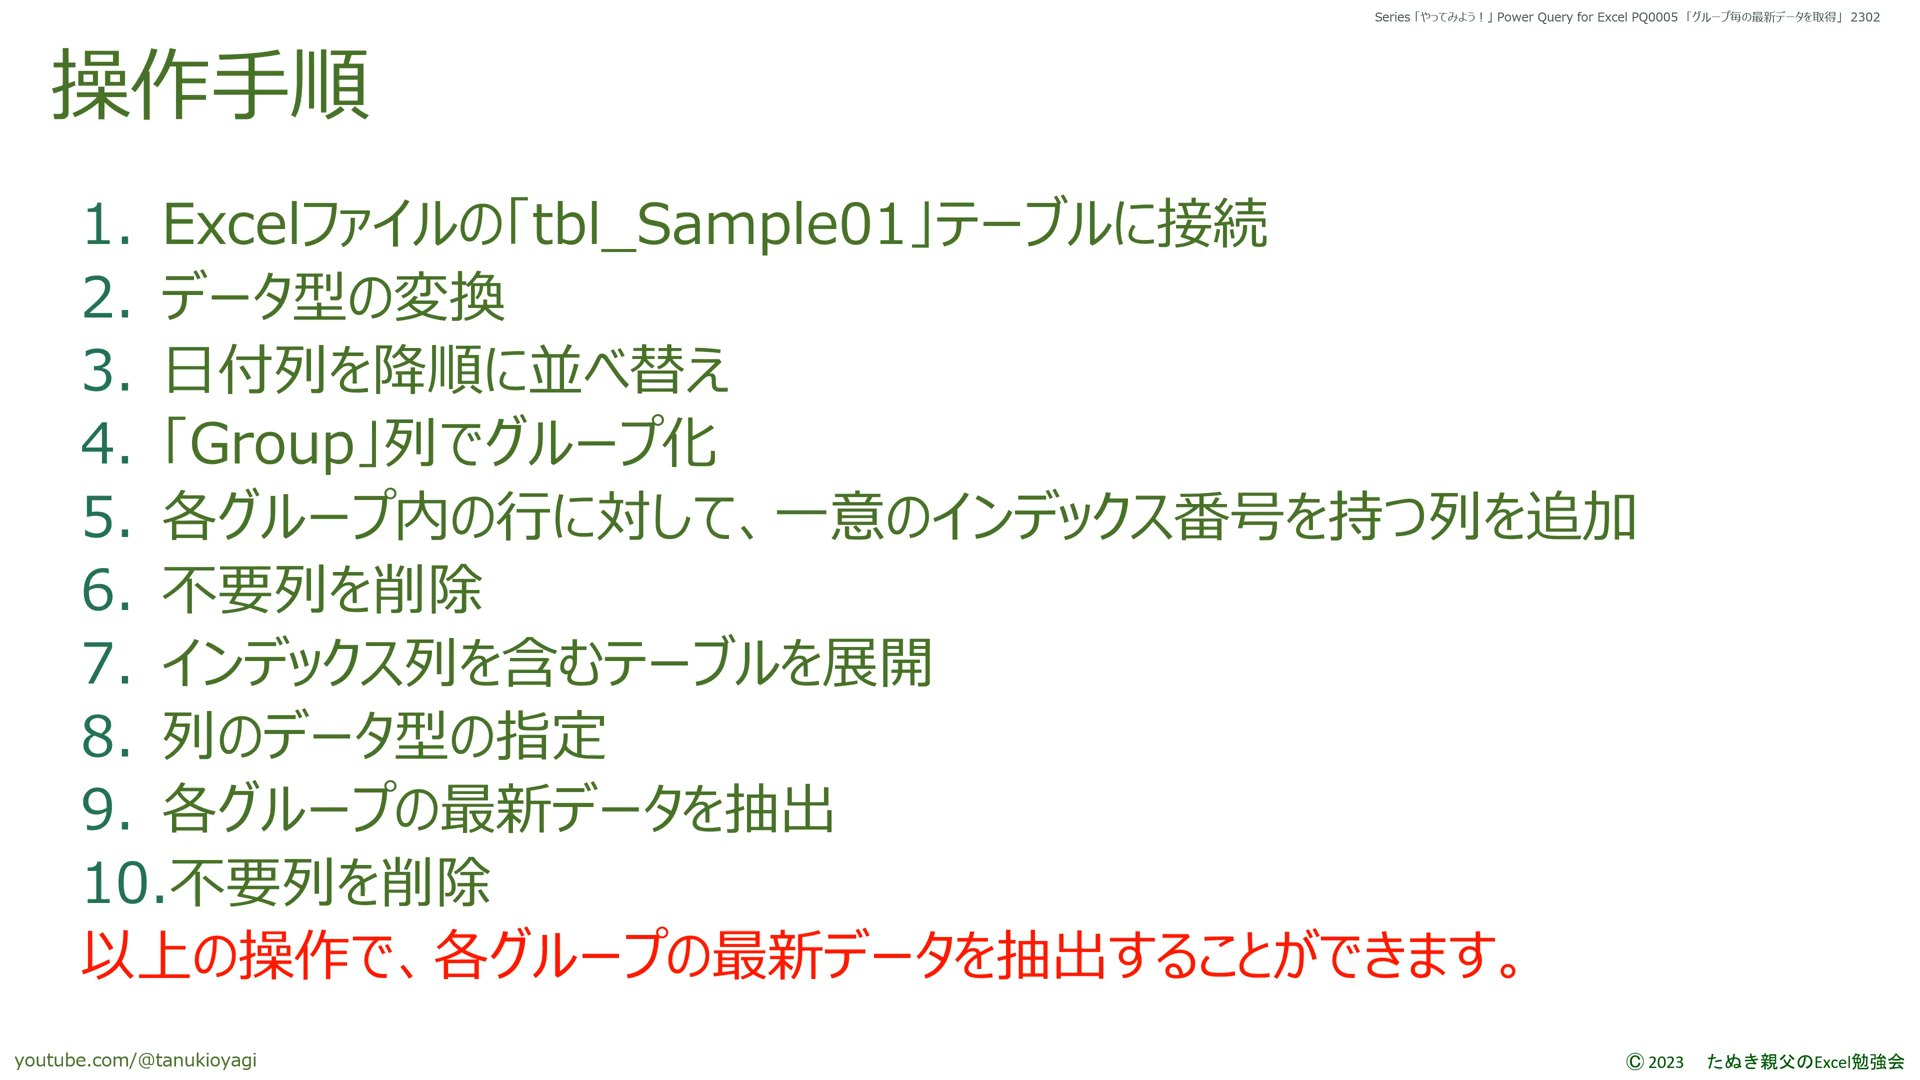 Series「やってみよう！」Power Query for Excel PQ0005「グループ毎の最新データを取得」 2302
操作手順
1. Excelファイルの「tbl_Sample01」テーブルに接続
2. データ型の変換
3. 日付列を降順に並べ替え
4. 「Group」列でグループ化
5. 各グループ内の行に対して、一意のインデックス番号を持つ列を追加
6. 不要列を削除
7. インデックス列を含むテーブルを展開
8. 列のデータ型の指定
9. 各グループの最新データを抽出
10.不要列を削除
以上の操作で、各グループの最新データを抽出することができます。
youtube.com/@tanukioyagi
Ⓒ 2023 たぬき親父のExcel勉強会